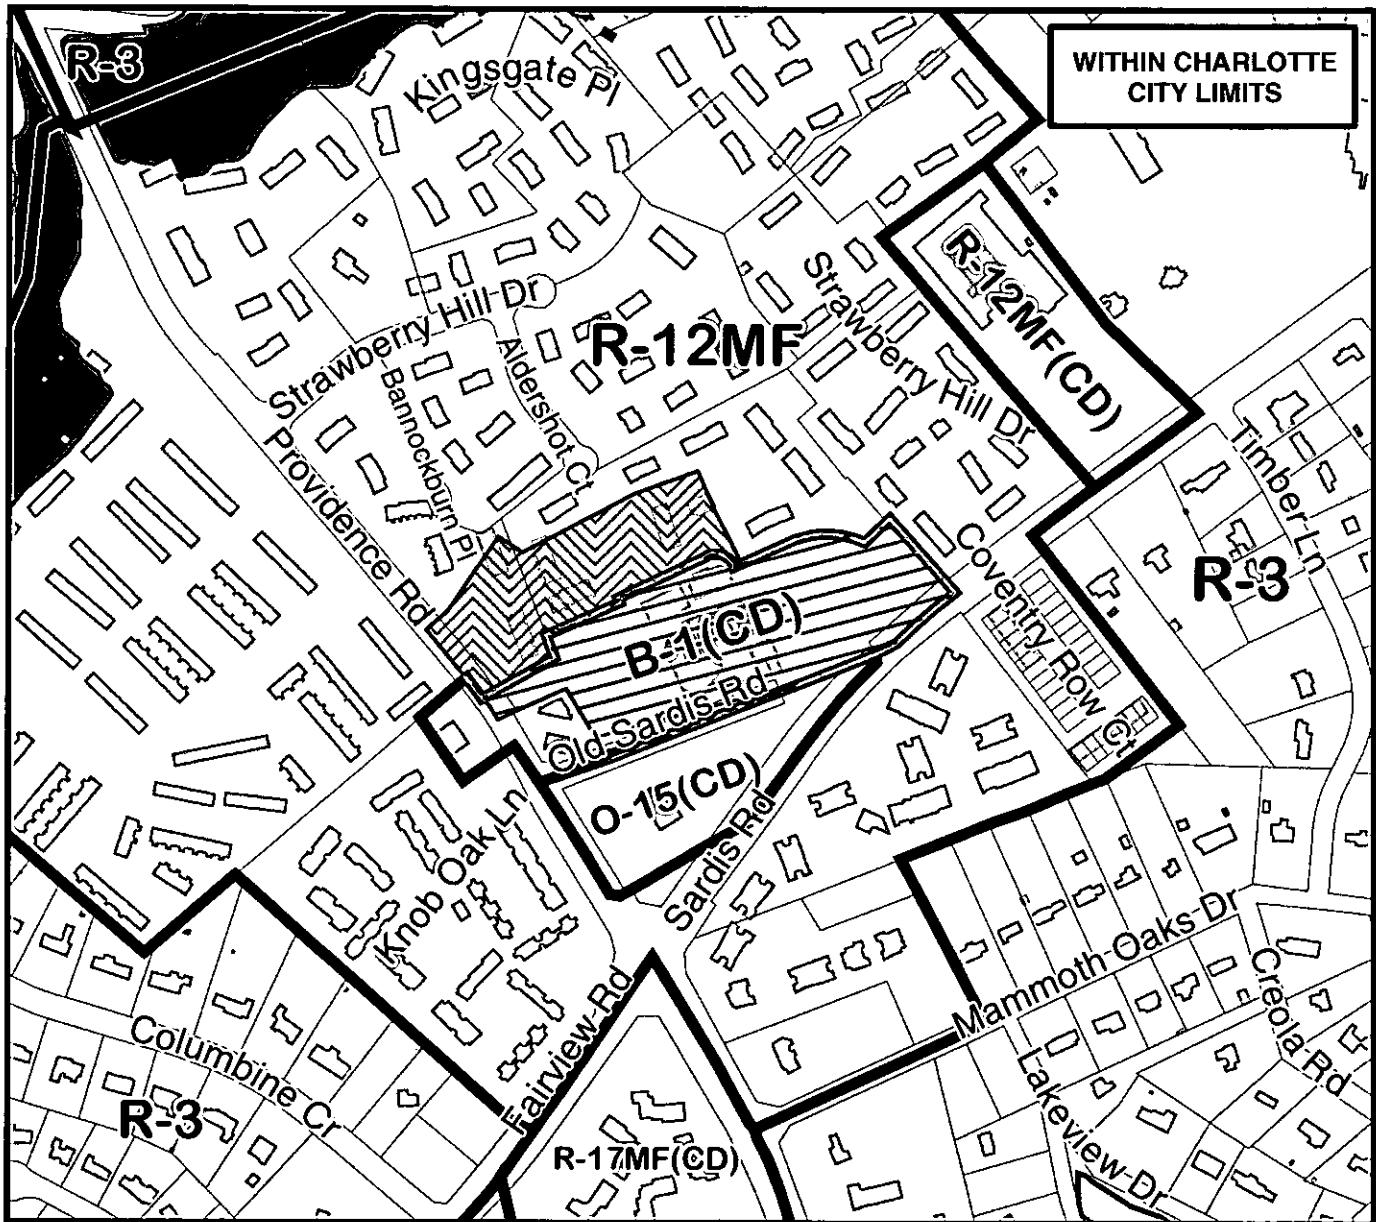 R-3
Kingsgate Pl
WITHIN CHARLOTTE
CITY LIMITS
R-12MF(CD)
Strawberry Hill Dr
Strawberry Hill Dr
R-12MF
Aldershot Ct
Bannockburn Pl
Providence Rd
Timber Ln
R-3
Coventry Row Ct
B-1(CD)
Old Sardis Rd
O-15(CD)
Sardis Rd
Knob Oak Ln
Mammoth Oaks Dr
Creola Rd
Fairview Rd
Columbine Cr
Lakeview Dr
R-3
R-17MF(CD)